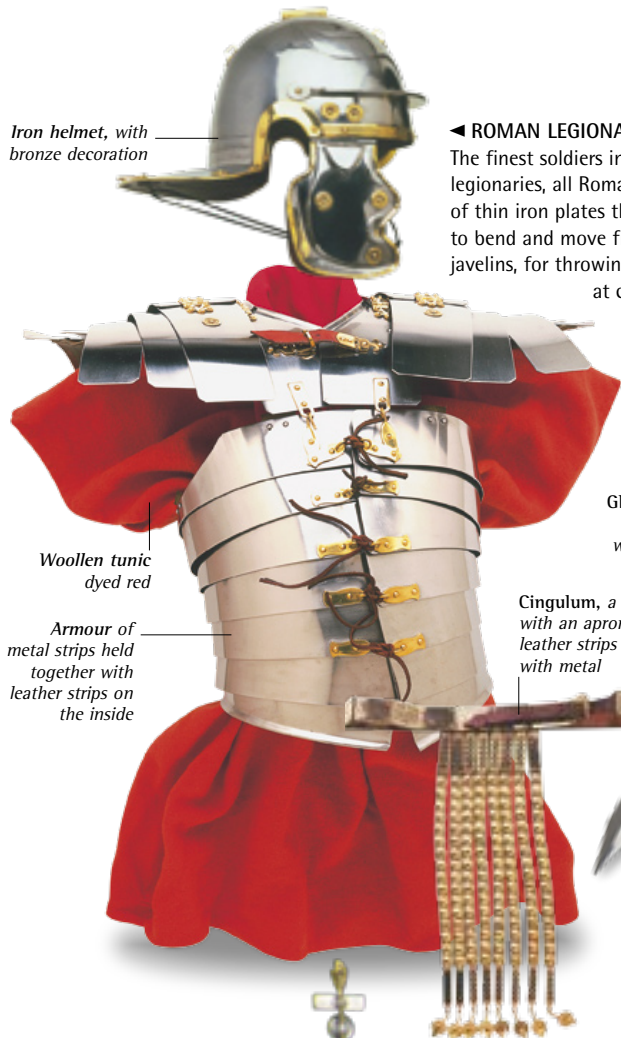 Iron helmet, with
bronze decoration
◄ ROMAN LEGIONA
The finest soldiers in
legionaries, all Roma
of thin iron plates th
to bend and move f
javelins, for throwin
at c
Woollen tunic
dyed red
Armour of
metal strips held
together with
leather strips on
the inside
Gl
w
Cingulum, a
with an apron
leather strips
with metal